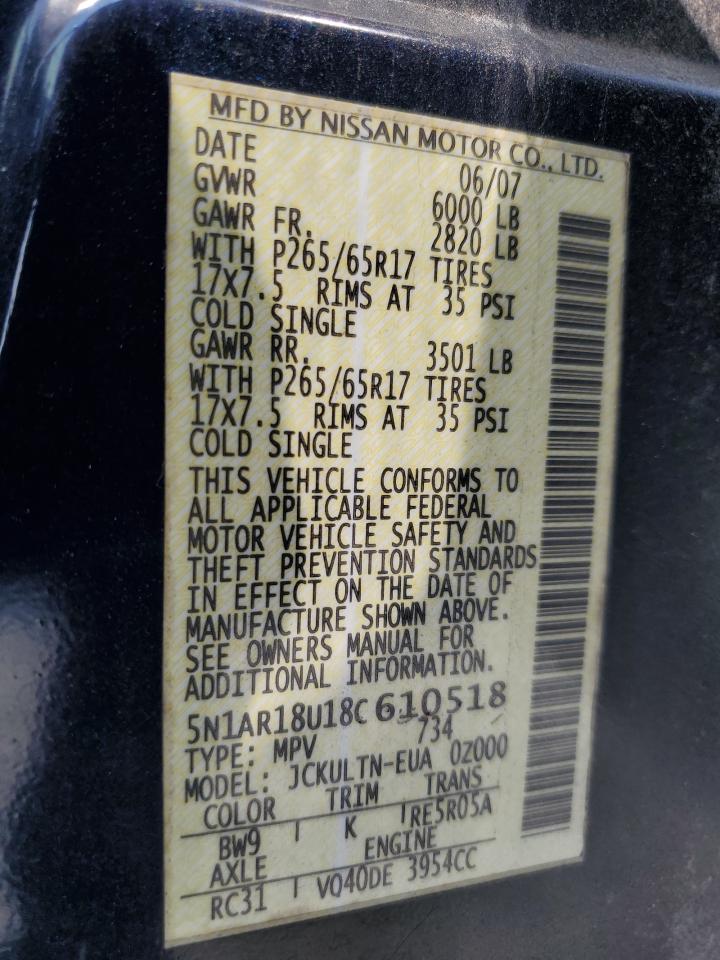 MFD BY NISSAN MOTOR CO., LTD.
DATE 06/07
GVWR 6000 LB
GAWR FR. 2820 LB
WITH P265/65R17 TIRES
17X7.5 RIMS AT 35 PSI
COLD SINGLE
GAWR RR. 3501 LB
WITH P265/65R17 TIRES
17X7.5 RIMS AT 35 PSI
COLD SINGLE
THIS VEHICLE CONFORMS TO
ALL APPLICABLE FEDERAL
MOTOR VEHICLE SAFETY AND
THEFT PREVENTION STANDARDS
IN EFFECT ON THE DATE OF
MANUFACTURE SHOWN ABOVE.
SEE OWNERS MANUAL FOR
ADDITIONAL INFORMATION.
5N1AR18U18C 610518
TYPE: MPV 734
MODEL: JCKULTN-EUA 0Z000
COLOR TRIM TRANS
BW9 K RE5R05A
AXLE ENGINE
RC31 VQ40DE 3954CC